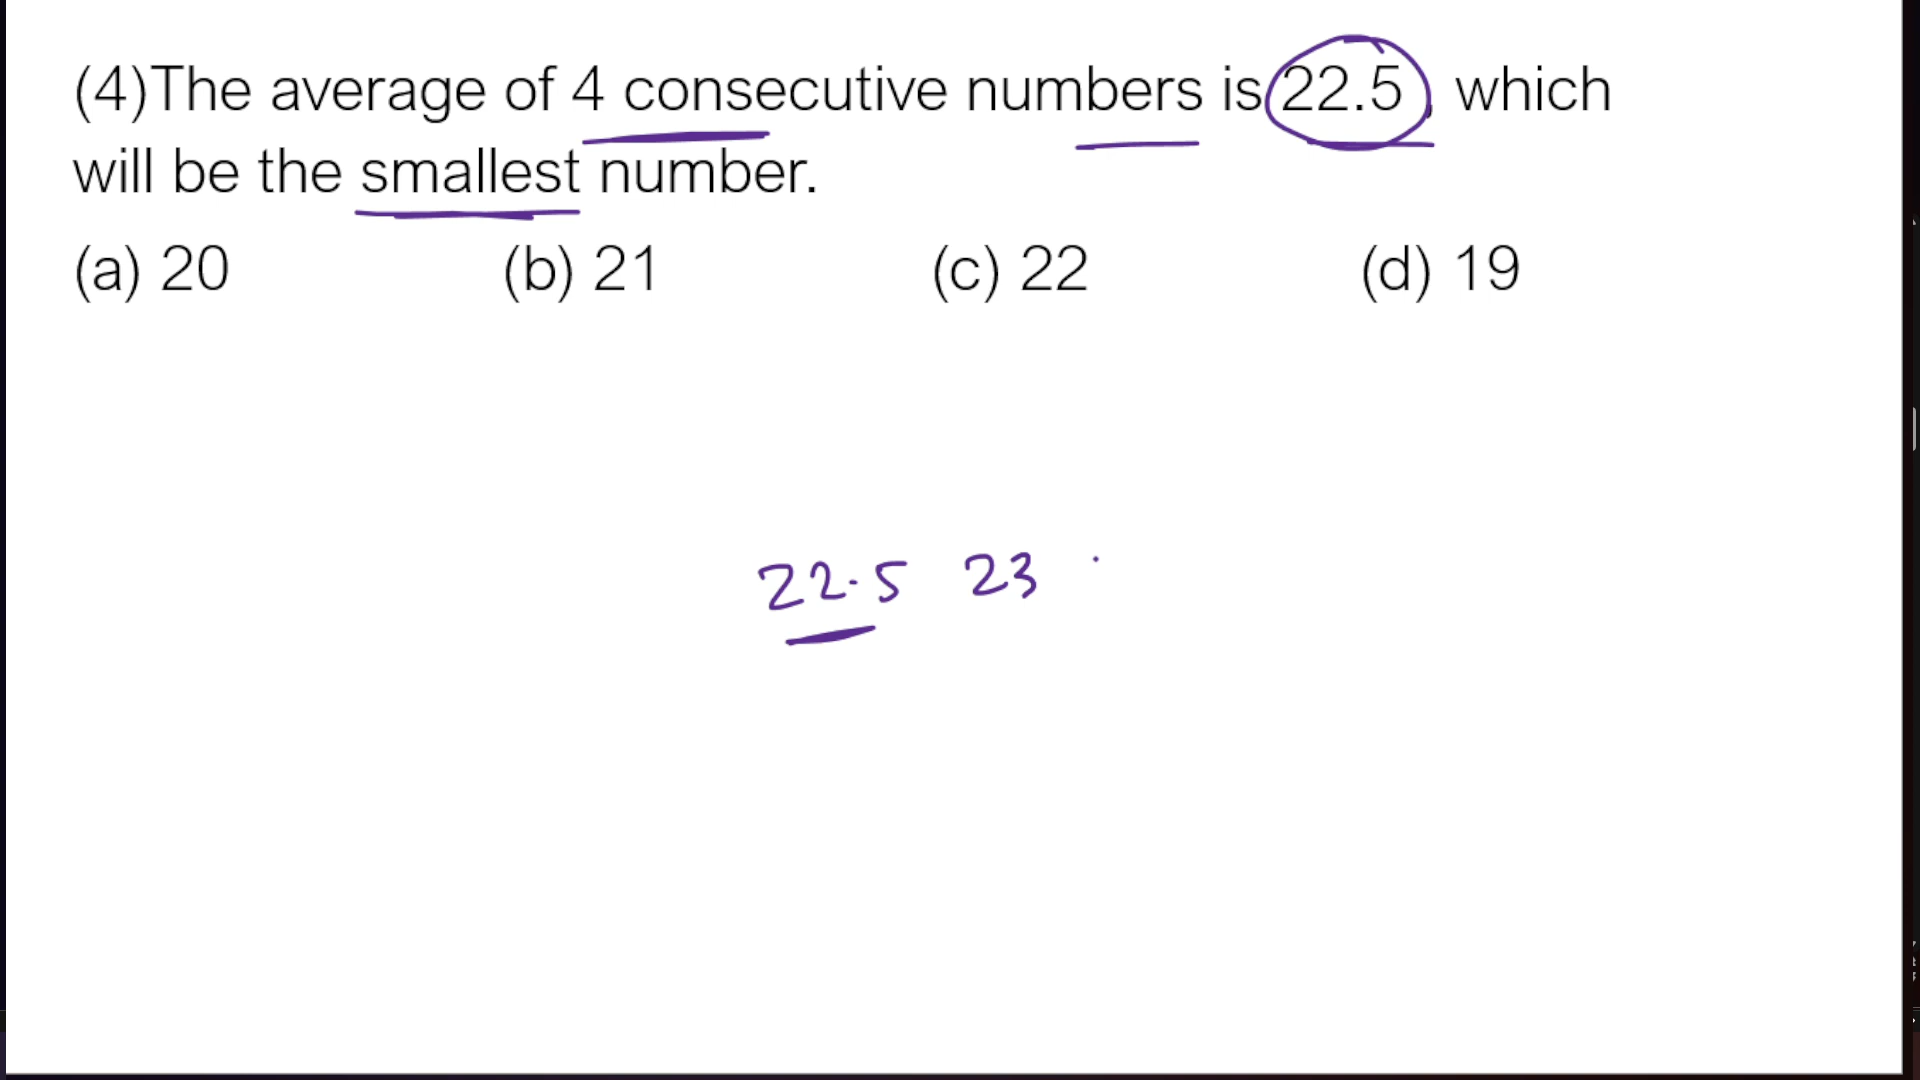 (4)The average of 4 consecutive numbers is 22.5, which
will be the smallest number.
(a) 20 (b) 21 (c) 22 (d) 19
22.5 23